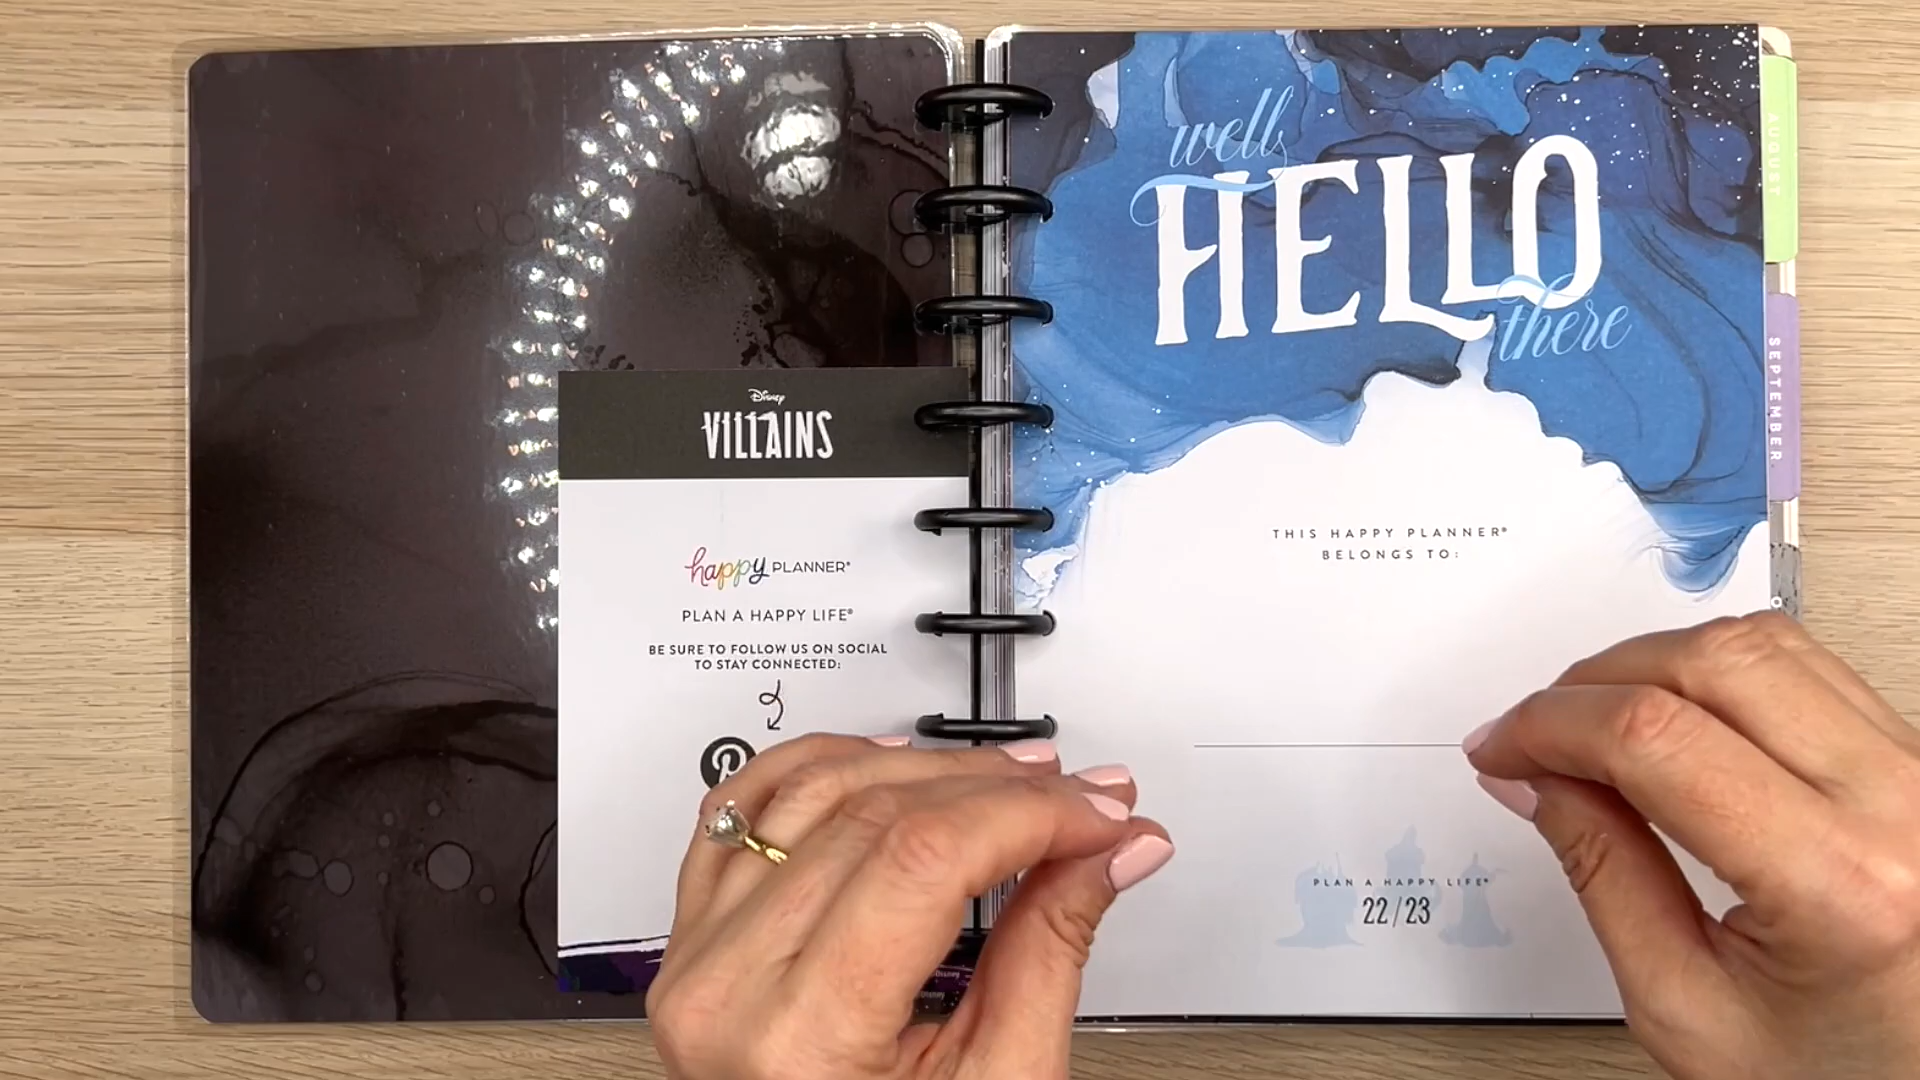 Disney
VILLAINS
happy PLANNER®
PLAN A HAPPY LIFE®
BE SURE TO FOLLOW US ON SOCIAL
TO STAY CONNECTED:
Disney
well,
HELLO
there
THIS HAPPY PLANNER®
BELONGS TO:
PLAN A HAPPY LIFE®
22/23
AUGUST
SEPTEMBER